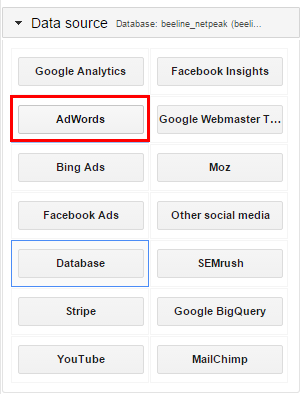 Data source Database: beeline_netpeak (beeli...
Google Analytics Facebook Insights
AdWords Google Webmaster T...
Bing Ads Moz
Facebook Ads Other social media
Database SEMrush
Stripe Google BigQuery
YouTube MailChimp